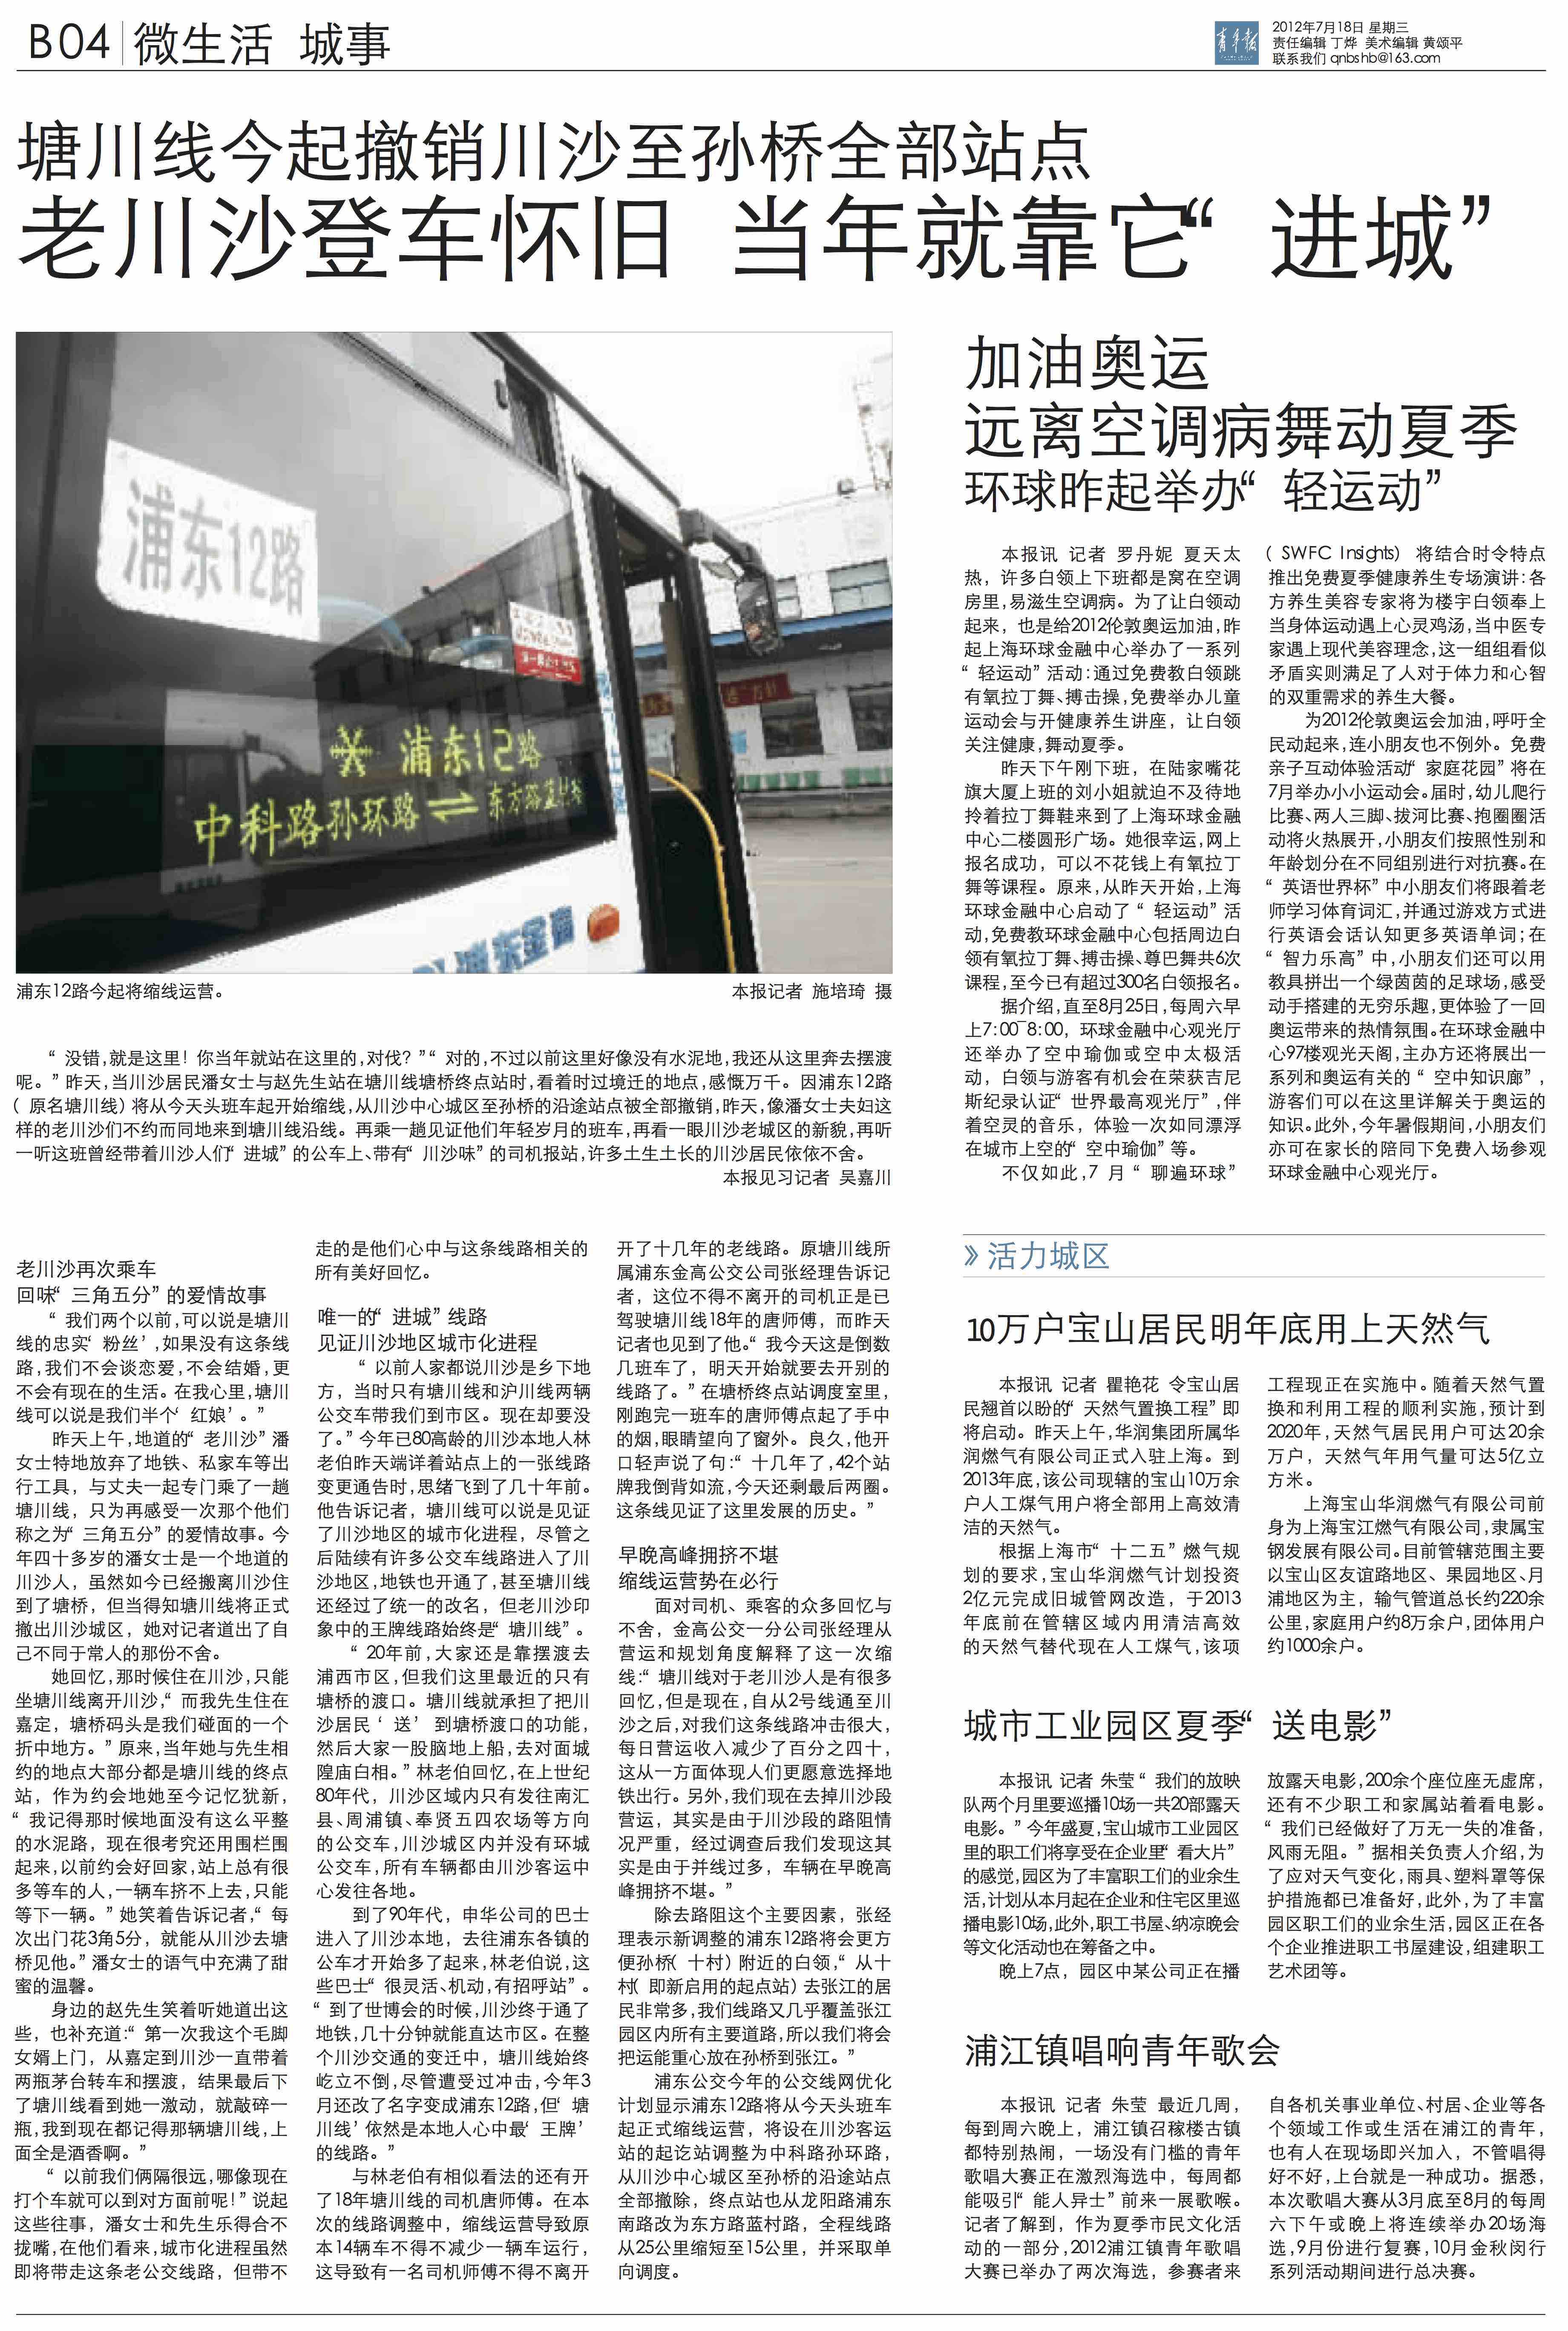 B04 微生活 城事
2012年7月18日 星期三
责任编辑 丁烨 美术编辑 黄颂平
联系我们 qnbshb@163.com
青年报
塘川线今起撤销川沙至孙桥全部站点
老川沙登车怀旧 当年就靠它“进城”
浦东12路
浦东12路
中科路孙环路⇌东方路蓝村路
浦东12路今起将缩线运营。
本报记者 施培琦 摄
“没错,就是这里!你当年就站在这里的,对伐?”“对的,不过以前这里好像没有水泥地,我还从这里奔去摆渡
呢。”昨天,当川沙居民潘女士与赵先生站在塘川线塘桥终点站时,看着时过境迁的地点,感慨万千。因浦东12路
(原名塘川线)将从今天头班车起开始缩线,从川沙中心城区至孙桥的沿途站点被全部撤销,昨天,像潘女士夫妇这
样的老川沙们不约而同地来到塘川线沿线。再乘一趟见证他们年轻岁月的班车,再看一眼川沙老城区的新貌,再听
一听这班曾经带着川沙人们“进城”的公车上、带有“川沙味”的司机报站,许多土生土长的川沙居民依依不舍。
本报见习记者 吴嘉川
老川沙再次乘车
回味“三角五分”的爱情故事
“我们两个以前,可以说是塘川
线的忠实‘粉丝’,如果没有这条线
路,我们不会谈恋爱,不会结婚,更
不会有现在的生活。在我心里,塘川
线可以说是我们半个‘红娘’。”
昨天上午,地道的“老川沙”潘
女士特地放弃了地铁、私家车等出
行工具,与丈夫一起专门乘了一趟
塘川线,只为再感受一次那个他们
称之为“三角五分”的爱情故事。今
年四十多岁的潘女士是一个地道的
川沙人,虽然如今已经搬离川沙住
到了塘桥,但当得知塘川线将正式
撤出川沙城区,她对记者道出了自
己不同于常人的那份不舍。
她回忆,那时候住在川沙,只能
坐塘川线离开川沙,“而我先生住在
嘉定,塘桥码头是我们碰面的一个
折中地方。”原来,当年她与先生相
约的地点大部分都是塘川线的终点
站,作为约会地她至今记忆犹新,
“我记得那时候地面没有这么平整
的水泥路,现在很考究还用围栏围
起来,以前约会好回家,站上总有很
多等车的人,一辆车挤不上去,只能
等下一辆。”她笑着告诉记者,“每
次出门花3角5分,就能从川沙去塘
桥见他。”潘女士的语气中充满了甜
蜜的温馨。
身边的赵先生笑着听她道出这
些,也补充道:“第一次我这个毛脚
女婿上门,从嘉定到川沙一直带着
两瓶茅台转车和摆渡,结果最后下
了塘川线看到她一激动,就敲碎一
瓶,我到现在都记得那辆塘川线,上
面全是酒香啊。”
“以前我们俩隔很远,哪像现在
打个车就可以到对方面前呢!”说起
这些往事,潘女士和先生乐得合不
拢嘴,在他们看来,城市化进程虽然
即将带走这条老公交线路,但带不
走的是他们心中与这条线路相关的
所有美好回忆。
唯一的“进城”线路
见证川沙地区城市化进程
“以前人家都说川沙是乡下地
方,当时只有塘川线和沪川线两辆
公交车带我们到市区。现在却要没
了。”今年已80高龄的川沙本地人林
老伯昨天端详着站点上的一张线路
变更通告时,思绪飞到了几十年前。
他告诉记者,塘川线可以说是见证
了川沙地区的城市化进程,尽管之
后陆续有许多公交车线路进入了川
沙地区,地铁也开通了,甚至塘川线
还经过了统一的改名,但老川沙印
象中的王牌线路始终是“塘川线”。
“20年前,大家还是靠摆渡去
浦西市区,但我们这里最近的只有
塘桥的渡口。塘川线就承担了把川
沙居民‘送’到塘桥渡口的功能,
然后大家一股脑地上船,去对面城
隍庙白相。”林老伯回忆,在上世纪
80年代,川沙区域内只有发往南汇
县、周浦镇、奉贤五四农场等方向
的公交车,川沙城区内并没有环城
公交车,所有车辆都由川沙客运中
心发往各地。
到了90年代,申华公司的巴士
进入了川沙本地,去往浦东各镇的
公车才开始多了起来,林老伯说,这
些巴士“很灵活、机动,有招呼站”。
“到了世博会的时候,川沙终于通了
地铁,几十分钟就能直达市区。在整
个川沙交通的变迁中,塘川线始终
屹立不倒,尽管遭受过冲击,今年3
月还改了名字变成浦东12路,但‘塘
川线’依然是本地人心中最‘王牌’
的线路。”
与林老伯有相似看法的还有开
了18年塘川线的司机唐师傅。在本
次的线路调整中,缩线运营导致原
本14辆车不得不减少一辆车运行,
这导致有一名司机师傅不得不离开
开了十几年的老线路。原塘川线所
属浦东金高公交公司张经理告诉记
者,这位不得不离开的司机正是已
驾驶塘川线18年的唐师傅,而昨天
记者也见到了他。“我今天这是倒数
几班车了,明天开始就要去开别的
线路了。”在塘桥终点站调度室里,
刚跑完一班车的唐师傅点起了手中
的烟,眼睛望向了窗外。良久,他开
口轻声说了句:“十几年了,42个站
牌我倒背如流,今天还剩最后两圈。
这条线见证了这里发展的历史。”
早晚高峰拥挤不堪
缩线运营势在必行
面对司机、乘客的众多回忆与
不舍,金高公交一分公司张经理从
营运和规划角度解释了这一次缩
线:“塘川线对于老川沙人是有很多
回忆,但是现在,自从2号线通至川
沙之后,对我们这条线路冲击很大,
每日营运收入减少了百分之四十,
这从一方面体现人们更愿意选择地
铁出行。另外,我们现在去掉川沙段
营运,其实是由于川沙段的路阻情
况严重,经过调查后我们发现这其
实是由于并线过多,车辆在早晚高
峰拥挤不堪。”
除去路阻这个主要因素,张经
理表示新调整的浦东12路将会更方
便孙桥(十村)附近的白领,“从十
村(即新启用的起点站)去张江的居
民非常多,我们线路又几乎覆盖张江
园区内所有主要道路,所以我们将会
把运能重心放在孙桥到张江。”
浦东公交今年的公交线网优化
计划显示浦东12路将从今天头班车
起正式缩线运营,将设在川沙客运
站的起讫站调整为中科路孙环路,
从川沙中心城区至孙桥的沿途站点
全部撤除,终点站也从龙阳路浦东
南路改为东方路蓝村路,全程线路
从25公里缩短至15公里,并采取单
向调度。
加油奥运
远离空调病舞动夏季
环球昨起举办“轻运动”
本报讯 记者 罗丹妮 夏天太
热,许多白领上下班都是窝在空调
房里,易滋生空调病。为了让白领动
起来,也是给2012伦敦奥运加油,昨
起上海环球金融中心举办了一系列
“轻运动”活动:通过免费教白领跳
有氧拉丁舞、搏击操,免费举办儿童
运动会与开健康养生讲座,让白领
关注健康,舞动夏季。
昨天下午刚下班,在陆家嘴花
旗大厦上班的刘小姐就迫不及待地
拎着拉丁舞鞋来到了上海环球金融
中心二楼圆形广场。她很幸运,网上
报名成功,可以不花钱上有氧拉丁
舞等课程。原来,从昨天开始,上海
环球金融中心启动了“轻运动”活
动,免费教环球金融中心包括周边白
领有氧拉丁舞、搏击操、尊巴舞共6次
课程,至今已有超过300名白领报名。
据介绍,直至8月25日,每周六早
上7:00~8:00,环球金融中心观光厅
还举办了空中瑜伽或空中太极活
动,白领与游客有机会在荣获吉尼
斯纪录认证“世界最高观光厅”,伴
着空灵的音乐,体验一次如同漂浮
在城市上空的“空中瑜伽”等。
不仅如此,7月“聊遍环球”
(SWFC Insights)将结合时令特点
推出免费夏季健康养生专场演讲:各
方养生美容专家将为楼宇白领奉上
当身体运动遇上心灵鸡汤,当中医专
家遇上现代美容理念,这一组组看似
矛盾实则满足了人对于体力和心智
的双重需求的养生大餐。
为2012伦敦奥运会加油,呼吁全
民动起来,连小朋友也不例外。免费
亲子互动体验活动“家庭花园”将在
7月举办小小运动会。届时,幼儿爬行
比赛、两人三脚、拔河比赛、抱圈圈活
动将火热展开,小朋友们按照性别和
年龄划分在不同组别进行对抗赛。在
“英语世界杯”中小朋友们将跟着老
师学习体育词汇,并通过游戏方式进
行英语会话认知更多英语单词;在
“智力乐高”中,小朋友们还可以用
教具拼出一个绿茵茵的足球场,感受
动手搭建的无穷乐趣,更体验了一回
奥运带来的热情氛围。在环球金融中
心97楼观光天阁,主办方还将展出一
系列和奥运有关的“空中知识廊”,
游客们可以在这里详解关于奥运的
知识。此外,今年暑假期间,小朋友们
亦可在家长的陪同下免费入场参观
环球金融中心观光厅。
》活力城区
10万户宝山居民明年底用上天然气
本报讯 记者 瞿艳花 令宝山居
民翘首以盼的“天然气置换工程”即
将启动。昨天上午,华润集团所属华
润燃气有限公司正式入驻上海。到
2013年底,该公司现辖的宝山10万余
户人工煤气用户将全部用上高效清
洁的天然气。
根据上海市“十二五”燃气规
划的要求,宝山华润燃气计划投资
2亿元完成旧城管网改造,于2013
年底前在管辖区域内用清洁高效
的天然气替代现在人工煤气,该项
工程现正在实施中。随着天然气置
换和利用工程的顺利实施,预计到
2020年,天然气居民用户可达20余
万户,天然气年用气量可达5亿立
方米。
上海宝山华润燃气有限公司前
身为上海宝江燃气有限公司,隶属宝
钢发展有限公司。目前管辖范围主要
以宝山区友谊路地区、果园地区、月
浦地区为主,输气管道总长约220余
公里,家庭用户约8万余户,团体用户
约1000余户。
城市工业园区夏季“送电影”
本报讯 记者 朱莹“我们的放映
队两个月里要巡播10场一共20部露天
电影。”今年盛夏,宝山城市工业园区
里的职工们将享受在企业里“看大片”
的感觉,园区为了丰富职工们的业余生
活,计划从本月起在企业和住宅区里巡
播电影10场,此外,职工书屋、纳凉晚会
等文化活动也在筹备之中。
晚上7点,园区中某公司正在播
放露天电影,200余个座位座无虚席,
还有不少职工和家属站着看电影。
“我们已经做好了万无一失的准备,
风雨无阻。”据相关负责人介绍,为
了应对天气变化,雨具、塑料罩等保
护措施都已准备好,此外,为了丰富
园区职工们的业余生活,园区正在各
个企业推进职工书屋建设,组建职工
艺术团等。
浦江镇唱响青年歌会
本报讯 记者 朱莹 最近几周,
每到周六晚上,浦江镇召稼楼古镇
都特别热闹,一场没有门槛的青年
歌唱大赛正在激烈海选中,每周都
能吸引“能人异士”前来一展歌喉。
记者了解到,作为夏季市民文化活
动的一部分,2012浦江镇青年歌唱
大赛已举办了两次海选,参赛者来
自各机关事业单位、村居、企业等各
个领域工作或生活在浦江的青年,
也有人在现场即兴加入,不管唱得
好不好,上台就是一种成功。据悉,
本次歌唱大赛从3月底至8月的每周
六下午或晚上将连续举办20场海
选,9月份进行复赛,10月金秋闵行
系列活动期间进行总决赛。